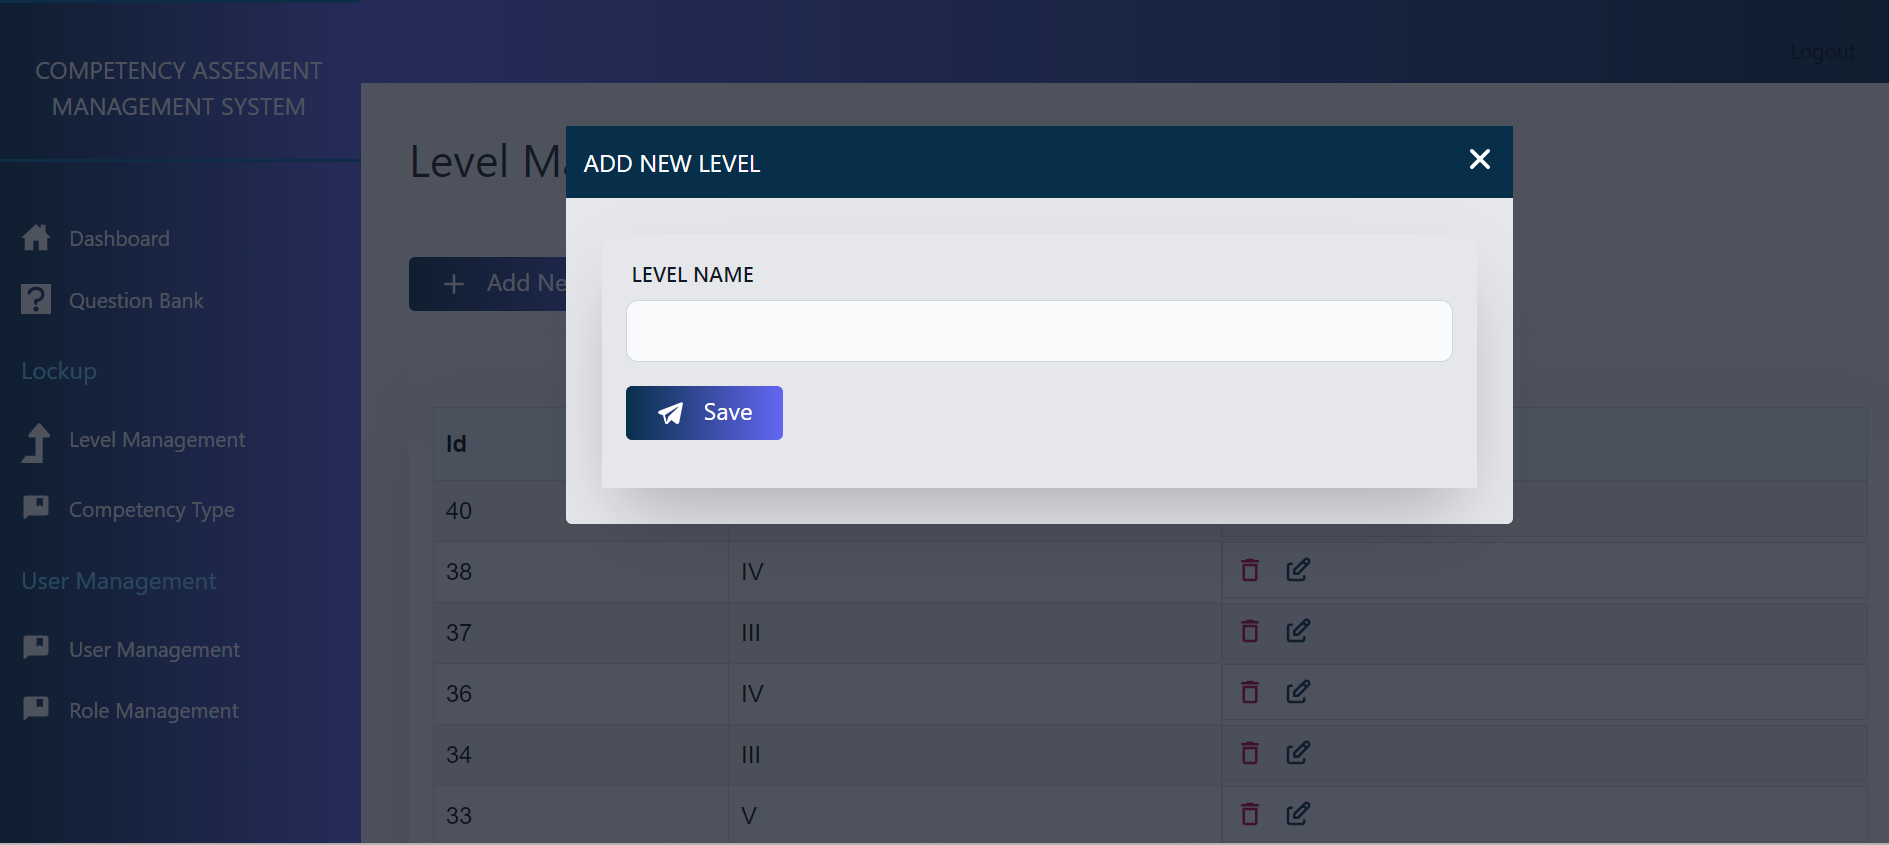 COMPETENCY ASSESMENT
MANAGEMENT SYSTEM
Logout
Dashboard
Question Bank
Lockup
Level Management
Competency Type
User Management
User Management
Role Management
Level
ADD NEW LEVEL
LEVEL NAME
Save
Add
Id
40
38 IV
37 III
36 IV
34 III
33 V